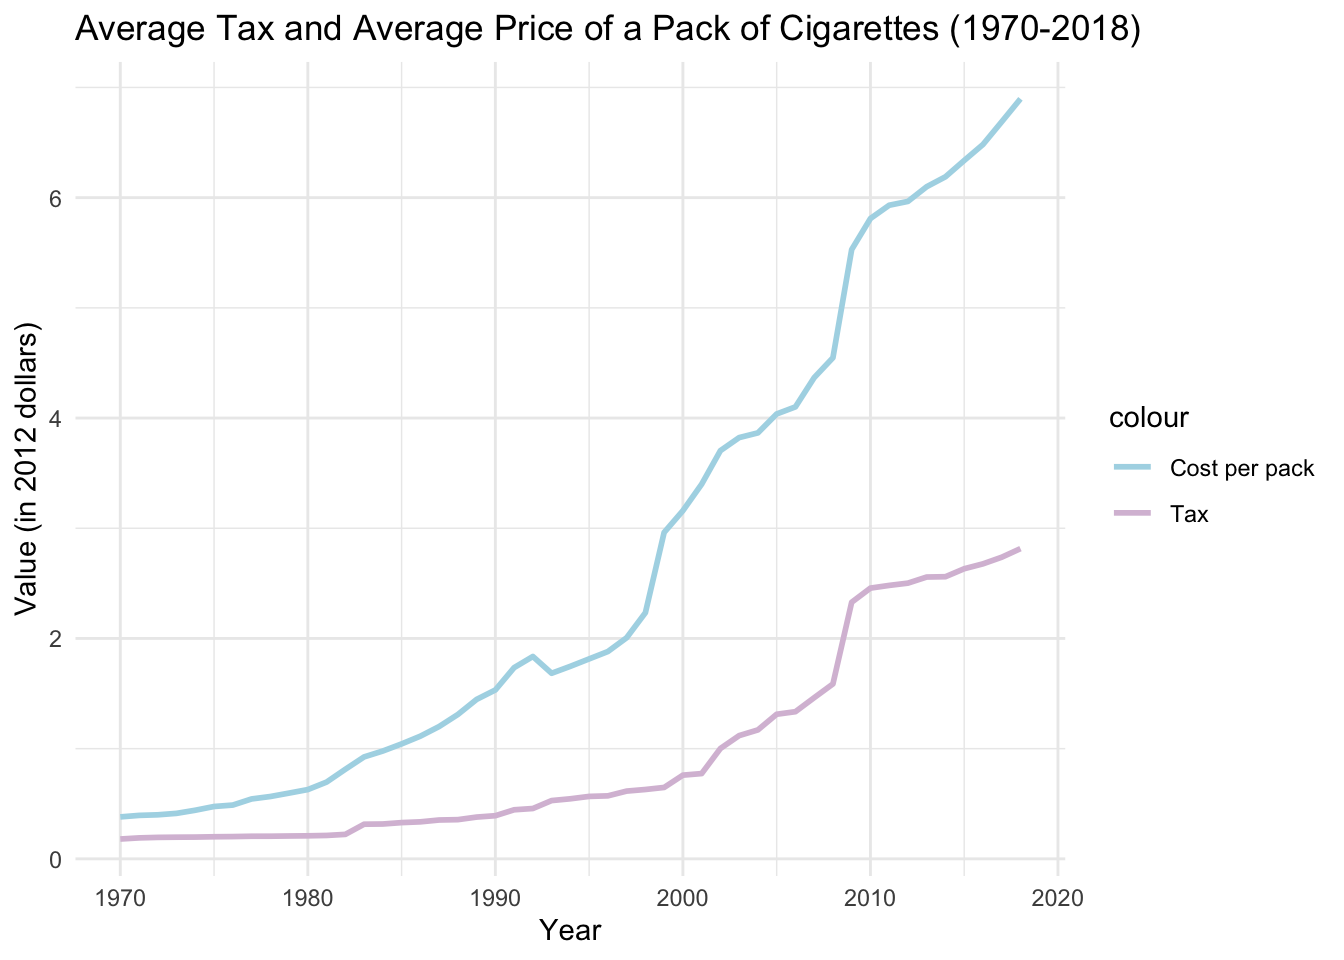 Average Tax and Average Price of a Pack of Cigarettes (1970-2018)
Value (in 2012 dollars)
6
4
2
0
1970
1980
1990
2000
2010
2020
Year
colour
Cost per pack
Tax